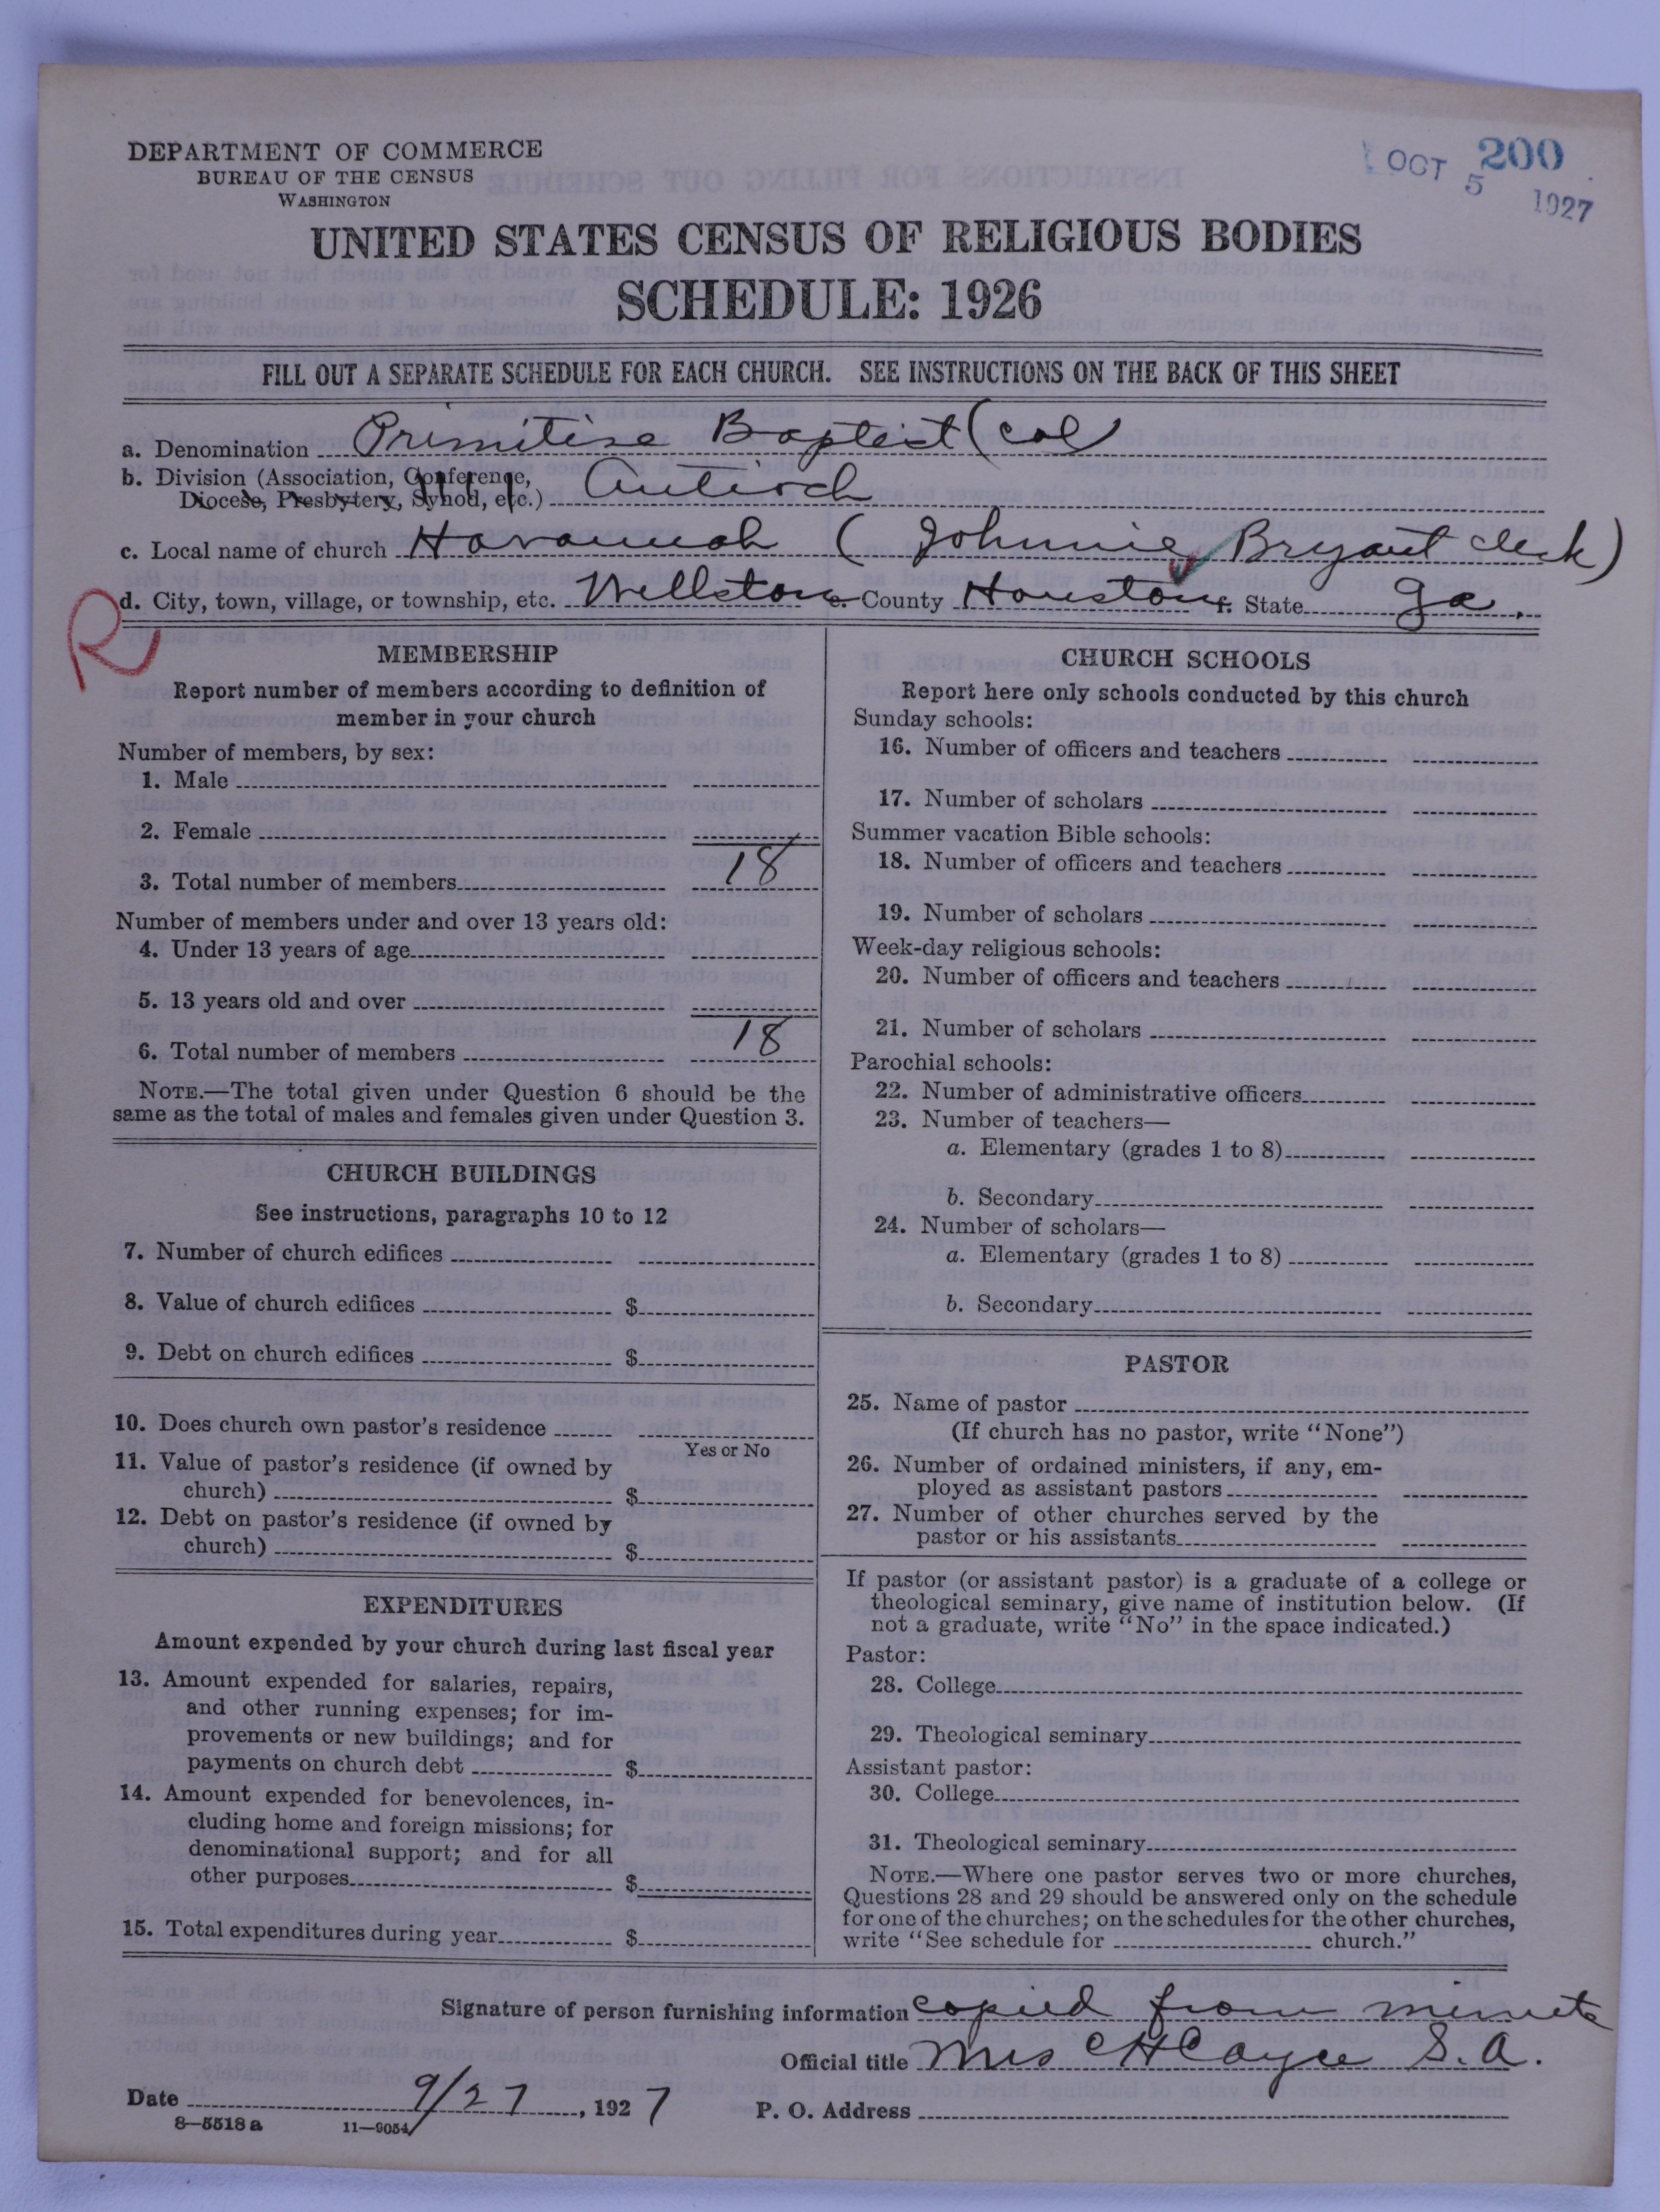 DEPARTMENT OF COMMERCE
BUREAU OF THE CENSUS
WASHINGTON
200
OCT 5 1927
UNITED STATES CENSUS OF RELIGIOUS BODIES
SCHEDULE: 1926
FILL OUT A SEPARATE SCHEDULE FOR EACH CHURCH. SEE INSTRUCTIONS ON THE BACK OF THIS SHEET
a. Denomination Primitive Baptist (col
b. Division (Association, Conference,
Diocese, Presbytery, Synod, etc.) Antioch
c. Local name of church Havannah (Johnnie Bryant clerk)
d. City, town, village, or township, etc. Wellston e. County Houston f. State Ga.
R
MEMBERSHIP
Report number of members according to definition of
member in your church
Number of members, by sex:
1. Male
2. Female
3. Total number of members 18
Number of members under and over 13 years old:
4. Under 13 years of age
5. 13 years old and over
6. Total number of members 18
NOTE.—The total given under Question 6 should be the
same as the total of males and females given under Question 3.
CHURCH BUILDINGS
See instructions, paragraphs 10 to 12
7. Number of church edifices
8. Value of church edifices $
9. Debt on church edifices $
10. Does church own pastor's residence
Yes or No
11. Value of pastor's residence (if owned by
church) $
12. Debt on pastor's residence (if owned by
church) $
EXPENDITURES
Amount expended by your church during last fiscal year
13. Amount expended for salaries, repairs,
and other running expenses; for im-
provements or new buildings; and for
payments on church debt $
14. Amount expended for benevolences, in-
cluding home and foreign missions; for
denominational support; and for all
other purposes $
15. Total expenditures during year $
CHURCH SCHOOLS
Report here only schools conducted by this church
Sunday schools:
16. Number of officers and teachers
17. Number of scholars
Summer vacation Bible schools:
18. Number of officers and teachers
19. Number of scholars
Week-day religious schools:
20. Number of officers and teachers
21. Number of scholars
Parochial schools:
22. Number of administrative officers
23. Number of teachers—
a. Elementary (grades 1 to 8)
b. Secondary
24. Number of scholars—
a. Elementary (grades 1 to 8)
b. Secondary
PASTOR
25. Name of pastor
(If church has no pastor, write "None")
26. Number of ordained ministers, if any, em-
ployed as assistant pastors
27. Number of other churches served by the
pastor or his assistants
If pastor (or assistant pastor) is a graduate of a college or
theological seminary, give name of institution below. (If
not a graduate, write "No" in the space indicated.)
Pastor:
28. College
29. Theological seminary
Assistant pastor:
30. College
31. Theological seminary
NOTE.—Where one pastor serves two or more churches,
Questions 28 and 29 should be answered only on the schedule
for one of the churches; on the schedules for the other churches,
write "See schedule for church."
Signature of person furnishing information copied from minute
Official title Mrs C H Cayce S. A.
Date 9/27, 1927 P. O. Address
8—5518 a 11—9054